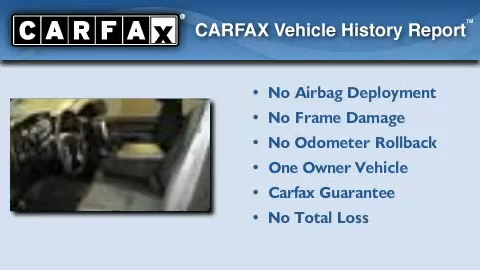 CARFAX CARFAX Vehicle History Report™
• No Airbag Deployment
• No Frame Damage
• No Odometer Rollback
• One Owner Vehicle
• Carfax Guarantee
• No Total Loss